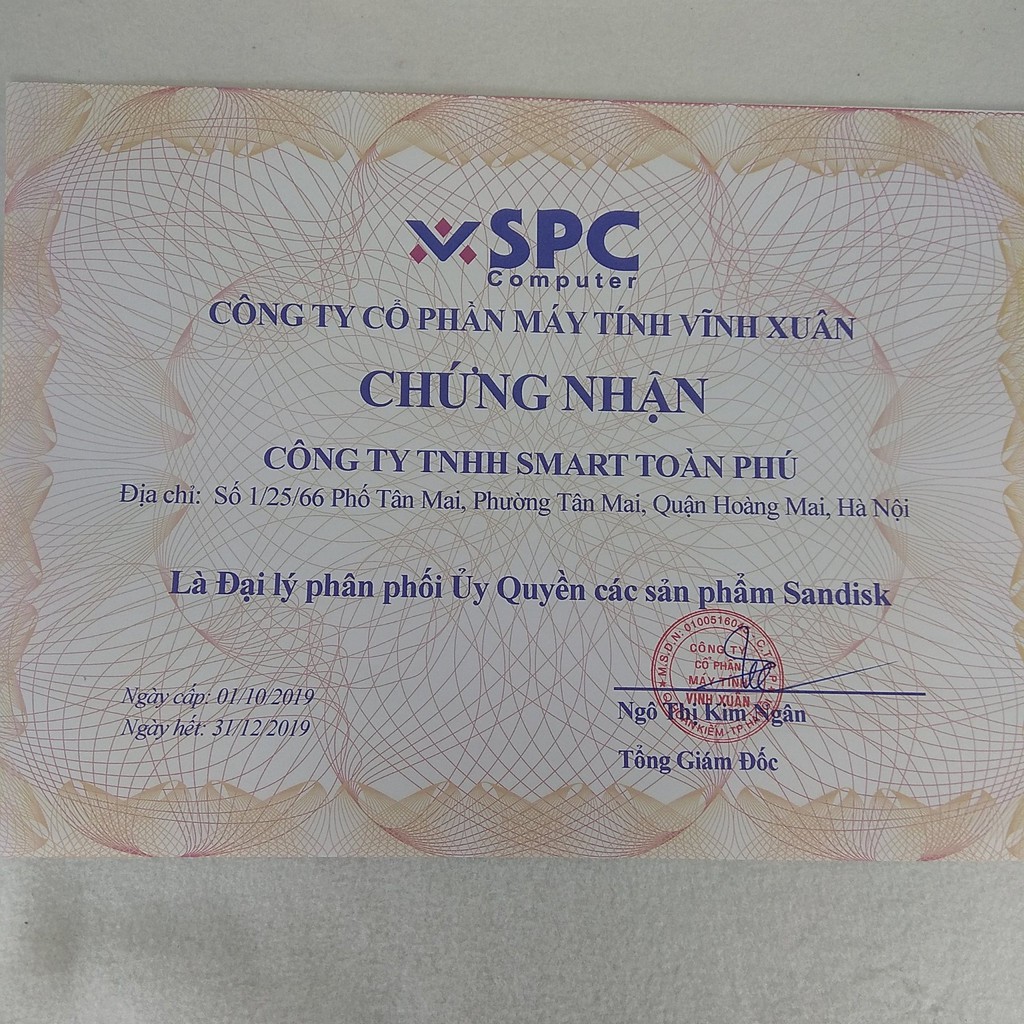 SPC
Computer
CÔNG TY CỔ PHẦN MÁY TÍNH VĨNH XUÂN
CHỨNG NHẬN
CÔNG TY TNHH SMART TOÀN PHÚ
Địa chỉ: Số 1/25/66 Phố Tân Mai, Phường Tân Mai, Quận Hoàng Mai, Hà Nội
Là Đại lý phân phối Ủy Quyền các sản phẩm Sandisk
Ngày cấp: 01/10/2019
Ngày hết: 31/12/2019
M.S.D.N:
CÔNG TY
CỔ PHẦN
MÁY TÍNH
VĨNH XUÂN
Ngô Thị Kim Ngân
Tổng Giám Đốc